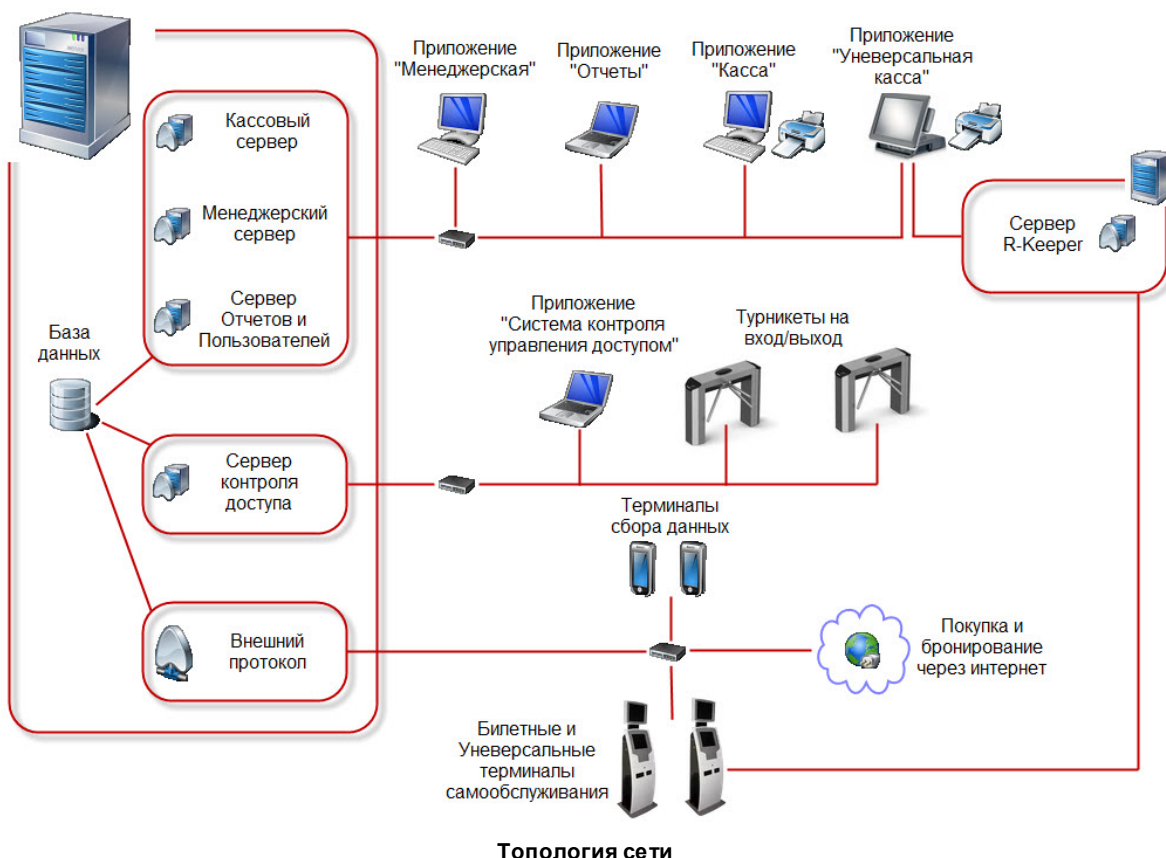 Приложение
"Менеджерская"
Приложение
"Отчеты"
Приложение
"Касса"
Приложение
"Уневерсальная
касса"
Кассовый
сервер
Менеджерский
сервер
Сервер
Отчетов и
Пользователей
Сервер
R-Keeper
База
данных
Приложение
"Система контроля
управления доступом"
Турникеты на
вход/выход
Сервер
контроля
доступа
Терминалы
сбора данных
Внешний
протокол
Покупка и
бронирование
через интернет
Билетные и
Уневерсальные
терминалы
самообслуживания
Топология сети